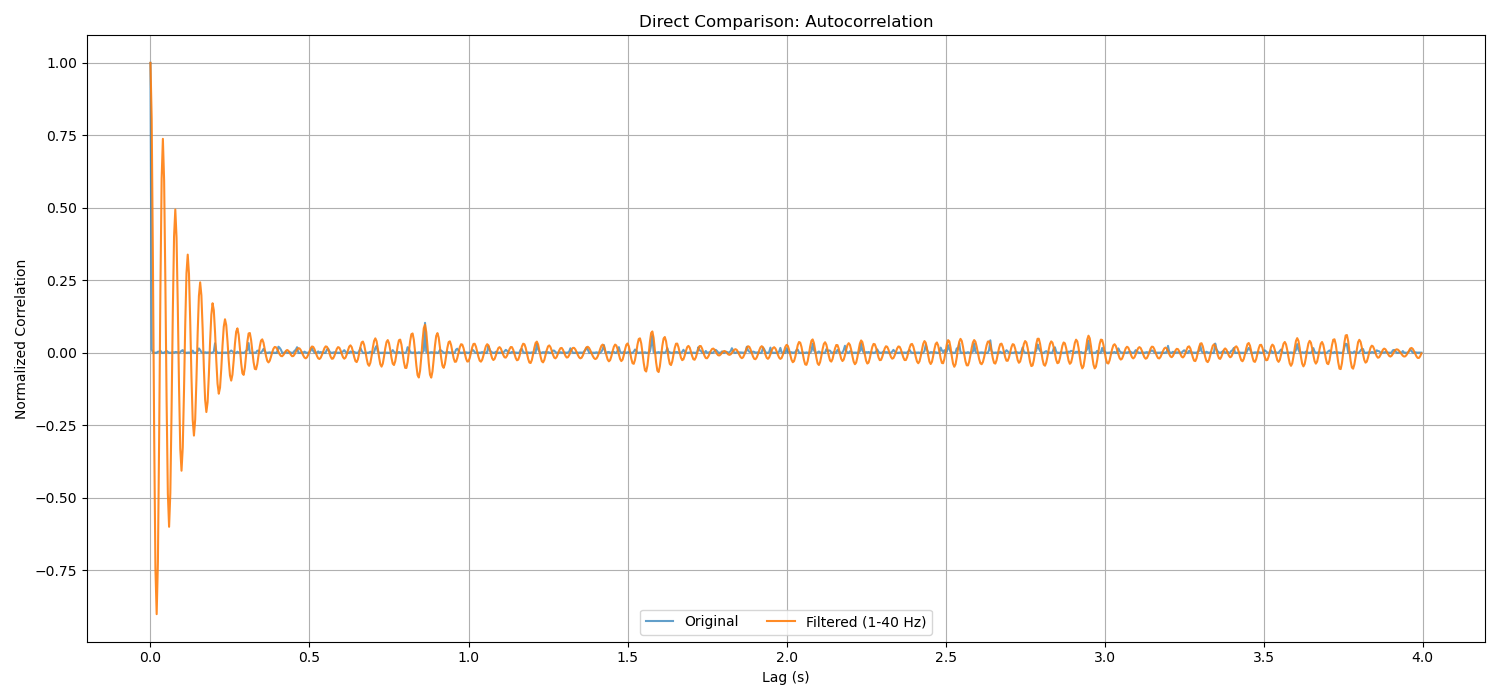 Direct Comparison: Autocorrelation
1.00
0.75
0.50
0.25
0.00
−0.25
−0.50
−0.75
Normalized Correlation
Original
Filtered (1-40 Hz)
0.0 0.5 1.0 1.5 2.0 2.5 3.0 3.5 4.0
Lag (s)